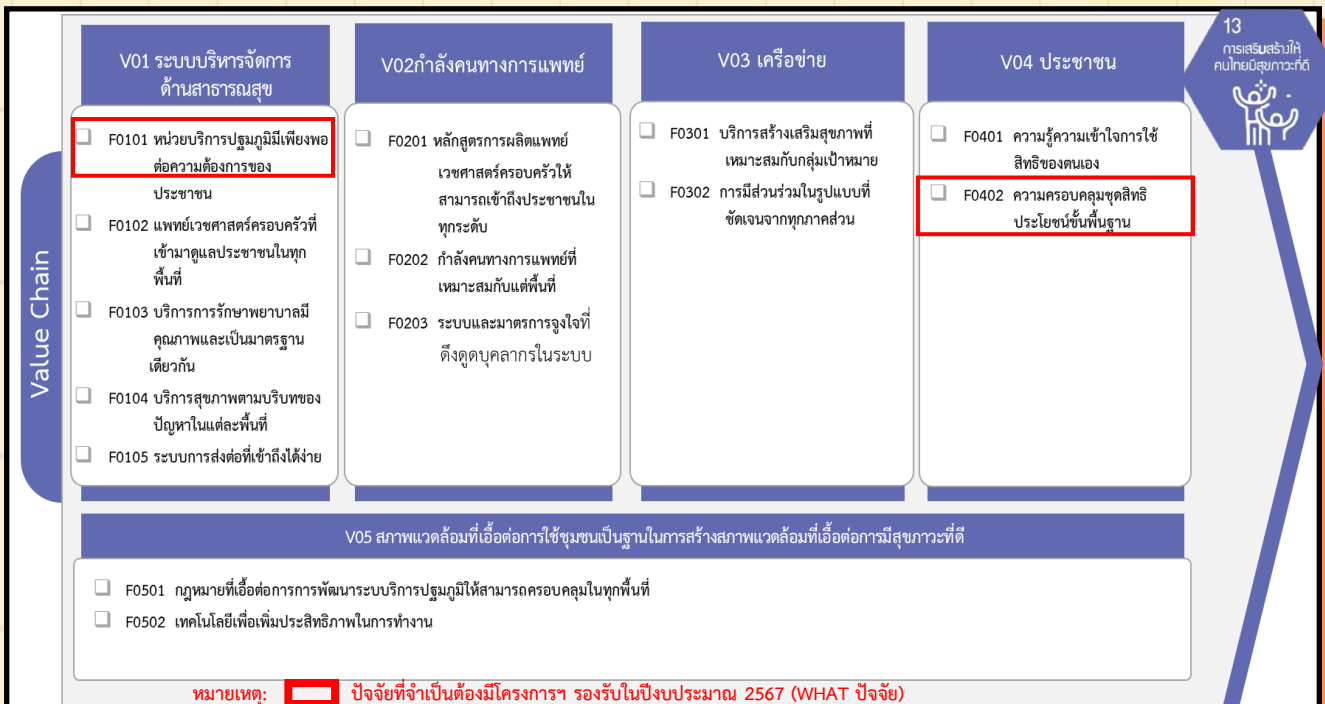 13
การเสริมสร้างให้
คนไทยมีสุขภาวะที่ดี
Value Chain
V01 ระบบบริหารจัดการ
ด้านสาธารณสุข
F0101 หน่วยบริการปฐมภูมิมีเพียงพอ
ต่อความต้องการของ
ประชาชน
F0102 แพทย์เวชศาสตร์ครอบครัวที่
เข้ามาดูแลประชาชนในทุก
พื้นที่
F0103 บริการการรักษาพยาบาลมี
คุณภาพและเป็นมาตรฐาน
เดียวกัน
F0104 บริการสุขภาพตามบริบทของ
ปัญหาในแต่ละพื้นที่
F0105 ระบบการส่งต่อที่เข้าถึงได้ง่าย
V02กำลังคนทางการแพทย์
F0201 หลักสูตรการผลิตแพทย์
เวชศาสตร์ครอบครัวให้
สามารถเข้าถึงประชาชนใน
ทุกระดับ
F0202 กำลังคนทางการแพทย์ที่
เหมาะสมกับแต่พื้นที่
F0203 ระบบและมาตรการจูงใจที่
ดึงดูดบุคลากรในระบบ
V03 เครือข่าย
F0301 บริการสร้างเสริมสุขภาพที่
เหมาะสมกับกลุ่มเป้าหมาย
F0302 การมีส่วนร่วมในรูปแบบที่
ชัดเจนจากทุกภาคส่วน
V04 ประชาชน
F0401 ความรู้ความเข้าใจการใช้
สิทธิของตนเอง
F0402 ความครอบคลุมชุดสิทธิ
ประโยชน์ขั้นพื้นฐาน
V05 สภาพแวดล้อมที่เอื้อต่อการใช้ชุมชนเป็นฐานในการสร้างสภาพแวดล้อมที่เอื้อต่อการมีสุขภาวะที่ดี
F0501 กฎหมายที่เอื้อต่อการการพัฒนาระบบบริการปฐมภูมิให้สามารถครอบคลุมในทุกพื้นที่
F0502 เทคโนโลยีเพื่อเพิ่มประสิทธิภาพในการทำงาน
หมายเหตุ: ปัจจัยที่จำเป็นต้องมีโครงการฯ รองรับในปีงบประมาณ 2567 (WHAT ปัจจัย)